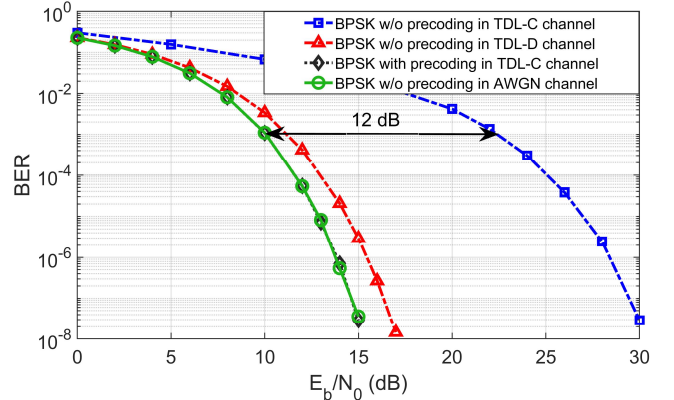 10^0
10^-2
10^-4
10^-6
10^-8
BER
BPSK w/o precoding in TDL-C channel
BPSK w/o precoding in TDL-D channel
BPSK with precoding in TDL-C channel
BPSK w/o precoding in AWGN channel
12 dB
0 5 10 15 20 25 30
E_b/N_0 (dB)